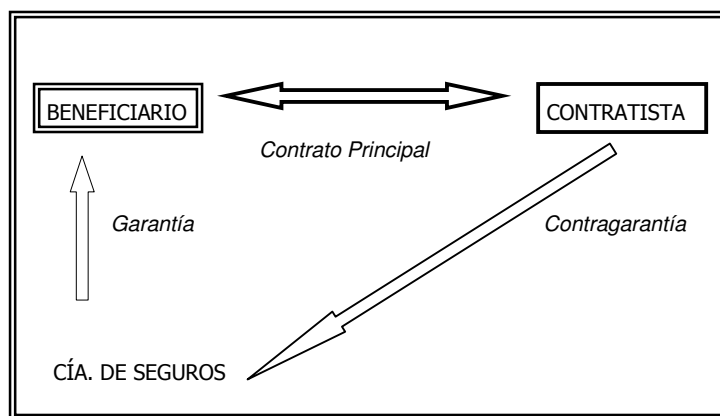 BENEFICIARIO
CONTRATISTA
Contrato Principal
Garantía
Contragarantía
CÍA. DE SEGUROS